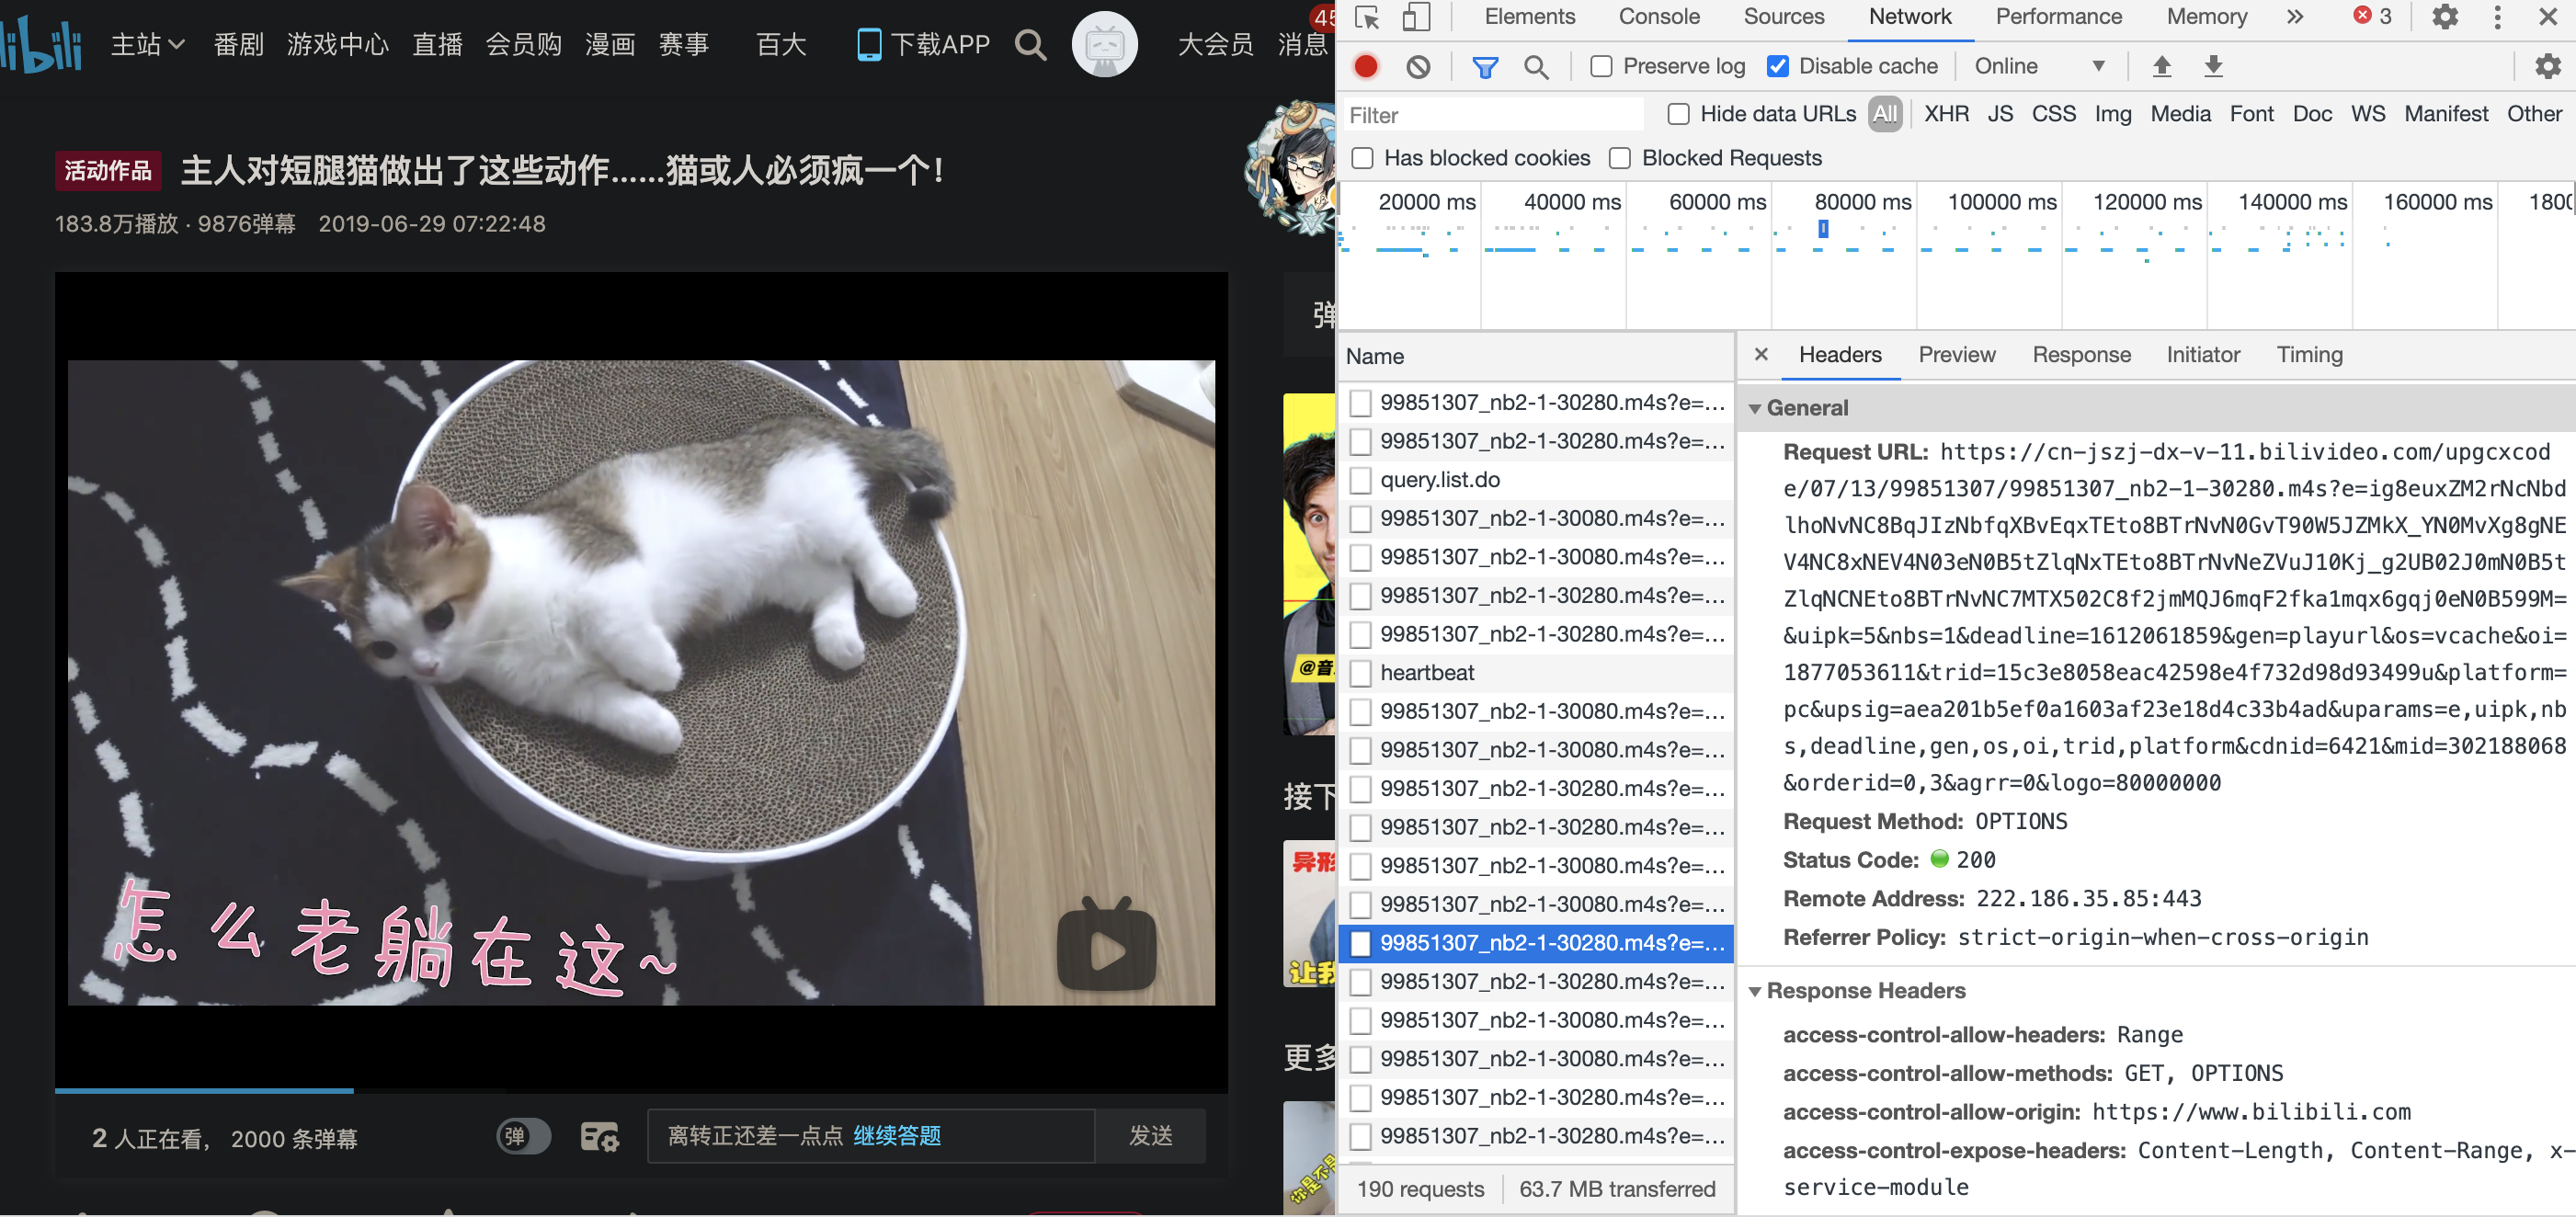 主站 番剧 游戏中心 直播 会员购 漫画 赛事 百大 下载APP 大会员 消息 45
活动作品 主人对短腿猫做出了这些动作......猫或人必须疯一个!
183.8万播放 · 9876弹幕 2019-06-29 07:22:48
怎么老躺在这~
2 人正在看, 2000 条弹幕 弹 离转正还差一点点 继续答题 发送
弹
@音
接下
异形
让我
更多
你是不是
Elements Console Sources Network Performance Memory » 3
Preserve log Disable cache Online
Filter Hide data URLs All XHR JS CSS Img Media Font Doc WS Manifest Other
Has blocked cookies Blocked Requests
20000 ms 40000 ms 60000 ms 80000 ms 100000 ms 120000 ms 140000 ms 160000 ms 1800
Name
99851307_nb2-1-30280.m4s?e=...
99851307_nb2-1-30280.m4s?e=...
query.list.do
99851307_nb2-1-30080.m4s?e=...
99851307_nb2-1-30080.m4s?e=...
99851307_nb2-1-30280.m4s?e=...
99851307_nb2-1-30280.m4s?e=...
heartbeat
99851307_nb2-1-30080.m4s?e=...
99851307_nb2-1-30080.m4s?e=...
99851307_nb2-1-30280.m4s?e=...
99851307_nb2-1-30280.m4s?e=...
99851307_nb2-1-30080.m4s?e=...
99851307_nb2-1-30080.m4s?e=...
99851307_nb2-1-30280.m4s?e=...
99851307_nb2-1-30280.m4s?e=...
99851307_nb2-1-30080.m4s?e=...
99851307_nb2-1-30080.m4s?e=...
99851307_nb2-1-30280.m4s?e=...
99851307_nb2-1-30280.m4s?e=...
190 requests 63.7 MB transferred
× Headers Preview Response Initiator Timing
General
Request URL: https://cn-jszj-dx-v-11.bilivideo.com/upgcxcod
e/07/13/99851307/99851307_nb2-1-30280.m4s?e=ig8euxZM2rNcNbd
lhoNvNC8BqJIzNbfqXBvEqxTEto8BTrNvN0GvT90W5JZMkX_YN0MvXg8gNE
V4NC8xNEV4N03eN0B5tZlqNxTEto8BTrNvNeZVuJ10Kj_g2UB02J0mN0B5t
ZlqNCNEto8BTrNvNC7MTX502C8f2jmMQJ6mqF2fka1mqx6gqj0eN0B599M=
&uipk=5&nbs=1&deadline=1612061859&gen=playurl&os=vcache&oi=
1877053611&trid=15c3e8058eac42598e4f732d98d93499u&platform=
pc&upsig=aea201b5ef0a1603af23e18d4c33b4ad&uparams=e,uipk,nb
s,deadline,gen,os,oi,trid,platform&cdnid=6421&mid=302188068
&orderid=0,3&agrr=0&logo=80000000
Request Method: OPTIONS
Status Code: 200
Remote Address: 222.186.35.85:443
Referrer Policy: strict-origin-when-cross-origin
Response Headers
access-control-allow-headers: Range
access-control-allow-methods: GET, OPTIONS
access-control-allow-origin: https://www.bilibili.com
access-control-expose-headers: Content-Length, Content-Range, x-
service-module